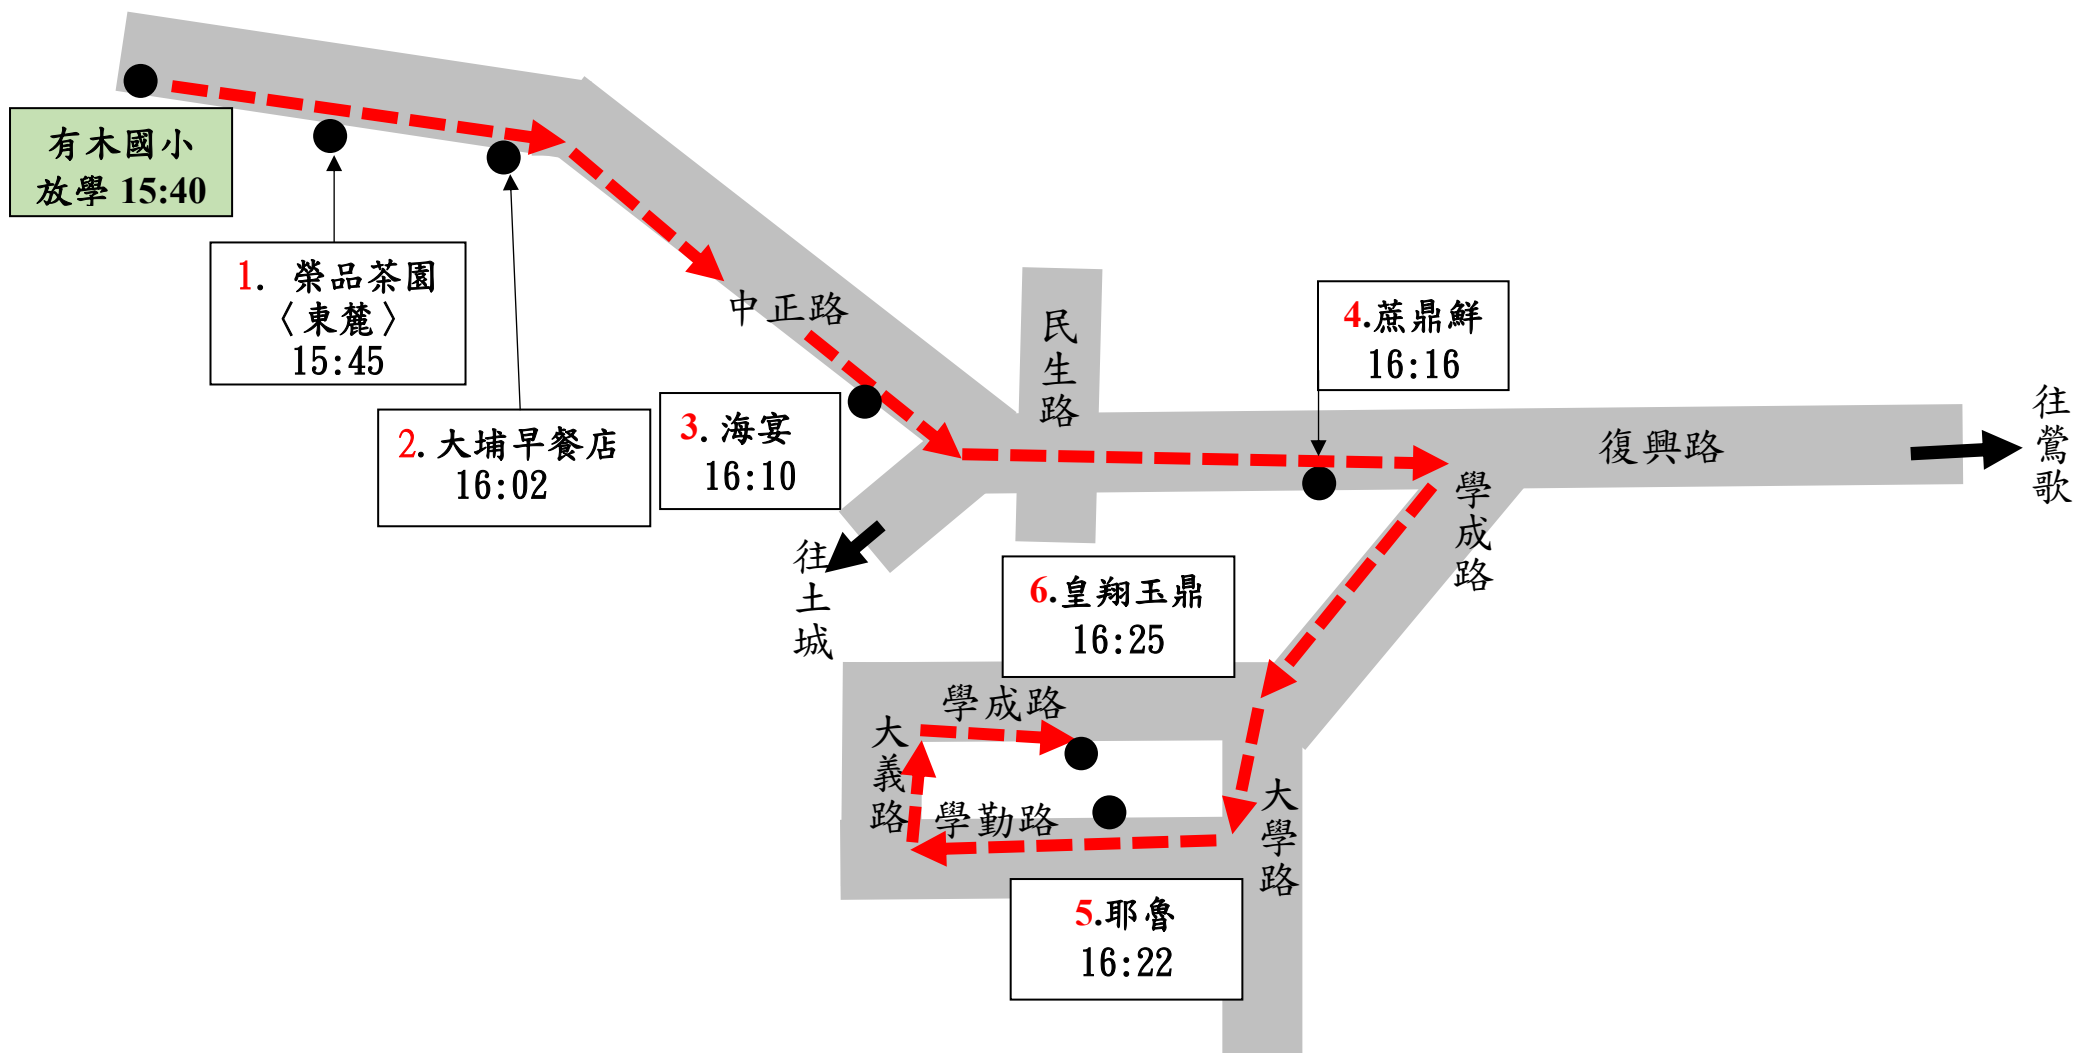 有木國小
放學 15:40
1. 榮品茶園
〈東麓〉
15:45
2.大埔早餐店
16:02
中正路
3.海宴
16:10
民生路
4.蔗鼎鮮
16:16
復興路
往鶯歌
學成路
往土城
6.皇翔玉鼎
16:25
學成路
大義路
學勤路
大學路
5.耶魯
16:22